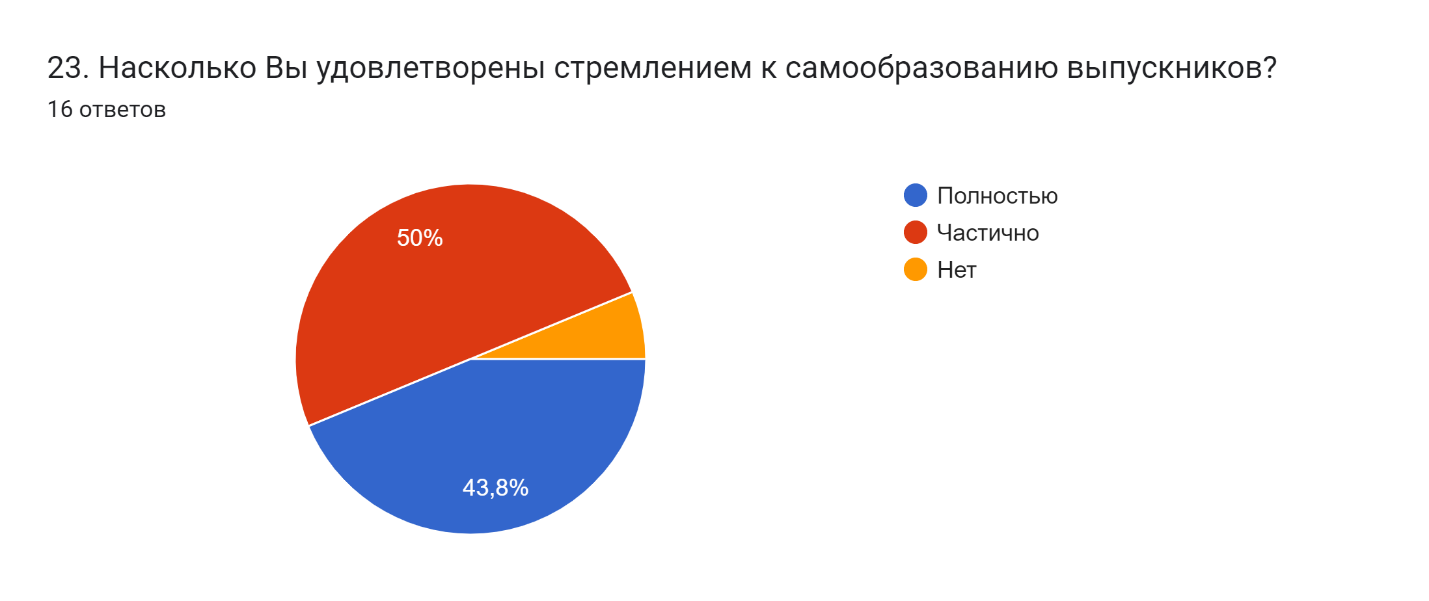 23. Насколько Вы удовлетворены стремлением к самообразованию выпускников?
16 ответов
Полностью
Частично
Нет
50%
43,8%